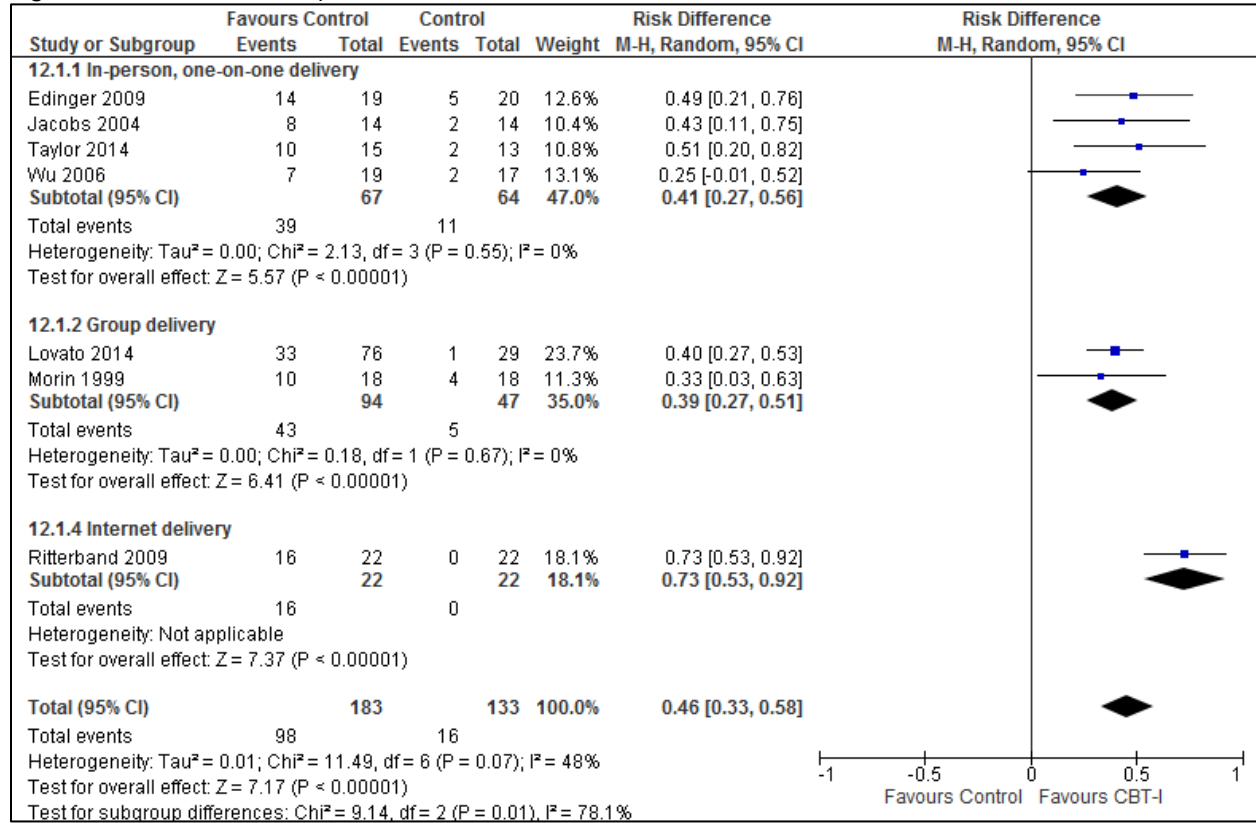 Favours Control Control Risk Difference Risk Difference
Study or Subgroup Events Total Events Total Weight M-H, Random, 95% CI M-H, Random, 95% CI
12.1.1 In-person, one-on-one delivery
Edinger 2009 14 19 5 20 12.6% 0.49 [0.21, 0.76]
Jacobs 2004 8 14 2 14 10.4% 0.43 [0.11, 0.75]
Taylor 2014 10 15 2 13 10.8% 0.51 [0.20, 0.82]
Wu 2006 7 19 2 17 13.1% 0.25 [-0.01, 0.52]
Subtotal (95% CI) 67 64 47.0% 0.41 [0.27, 0.56]
Total events 39 11
Heterogeneity: Tau² = 0.00; Chi² = 2.13, df = 3 (P = 0.55); I² = 0%
Test for overall effect: Z = 5.57 (P < 0.00001)
12.1.2 Group delivery
Lovato 2014 33 76 1 29 23.7% 0.40 [0.27, 0.53]
Morin 1999 10 18 4 18 11.3% 0.33 [0.03, 0.63]
Subtotal (95% CI) 94 47 35.0% 0.39 [0.27, 0.51]
Total events 43 5
Heterogeneity: Tau² = 0.00; Chi² = 0.18, df = 1 (P = 0.67); I² = 0%
Test for overall effect: Z = 6.41 (P < 0.00001)
12.1.4 Internet delivery
Ritterband 2009 16 22 0 22 18.1% 0.73 [0.53, 0.92]
Subtotal (95% CI) 22 22 18.1% 0.73 [0.53, 0.92]
Total events 16 0
Heterogeneity: Not applicable
Test for overall effect: Z = 7.37 (P < 0.00001)
Total (95% CI) 183 133 100.0% 0.46 [0.33, 0.58]
Total events 98 16
Heterogeneity: Tau² = 0.01; Chi² = 11.49, df = 6 (P = 0.07); I² = 48%
Test for overall effect: Z = 7.17 (P < 0.00001)
Test for subgroup differences: Chi² = 9.14, df = 2 (P = 0.01), I² = 78.1%
-1 -0.5 0 0.5 1
Favours Control Favours CBT-I